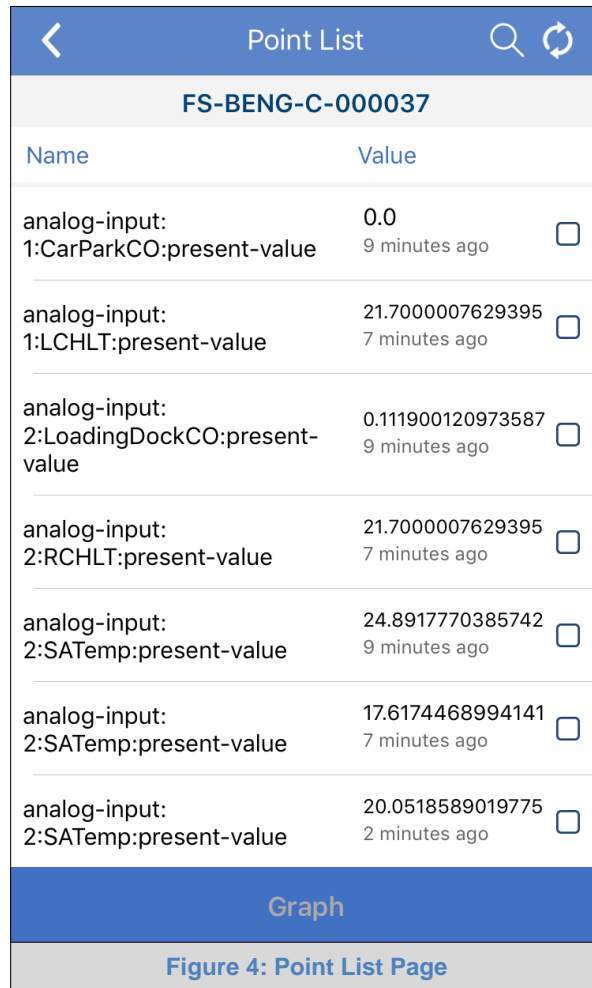 Point List
FS-BENG-C-000037
Name Value
analog-input:
1:CarParkCO:present-value
0.0
9 minutes ago
analog-input:
1:LCHLT:present-value
21.7000007629395
7 minutes ago
analog-input:
2:LoadingDockCO:present-
value
0.111900120973587
9 minutes ago
analog-input:
2:RCHLT:present-value
21.7000007629395
7 minutes ago
analog-input:
2:SATemp:present-value
24.8917770385742
9 minutes ago
analog-input:
2:SATemp:present-value
17.6174468994141
7 minutes ago
analog-input:
2:SATemp:present-value
20.0518589019775
2 minutes ago
Graph
Figure 4: Point List Page